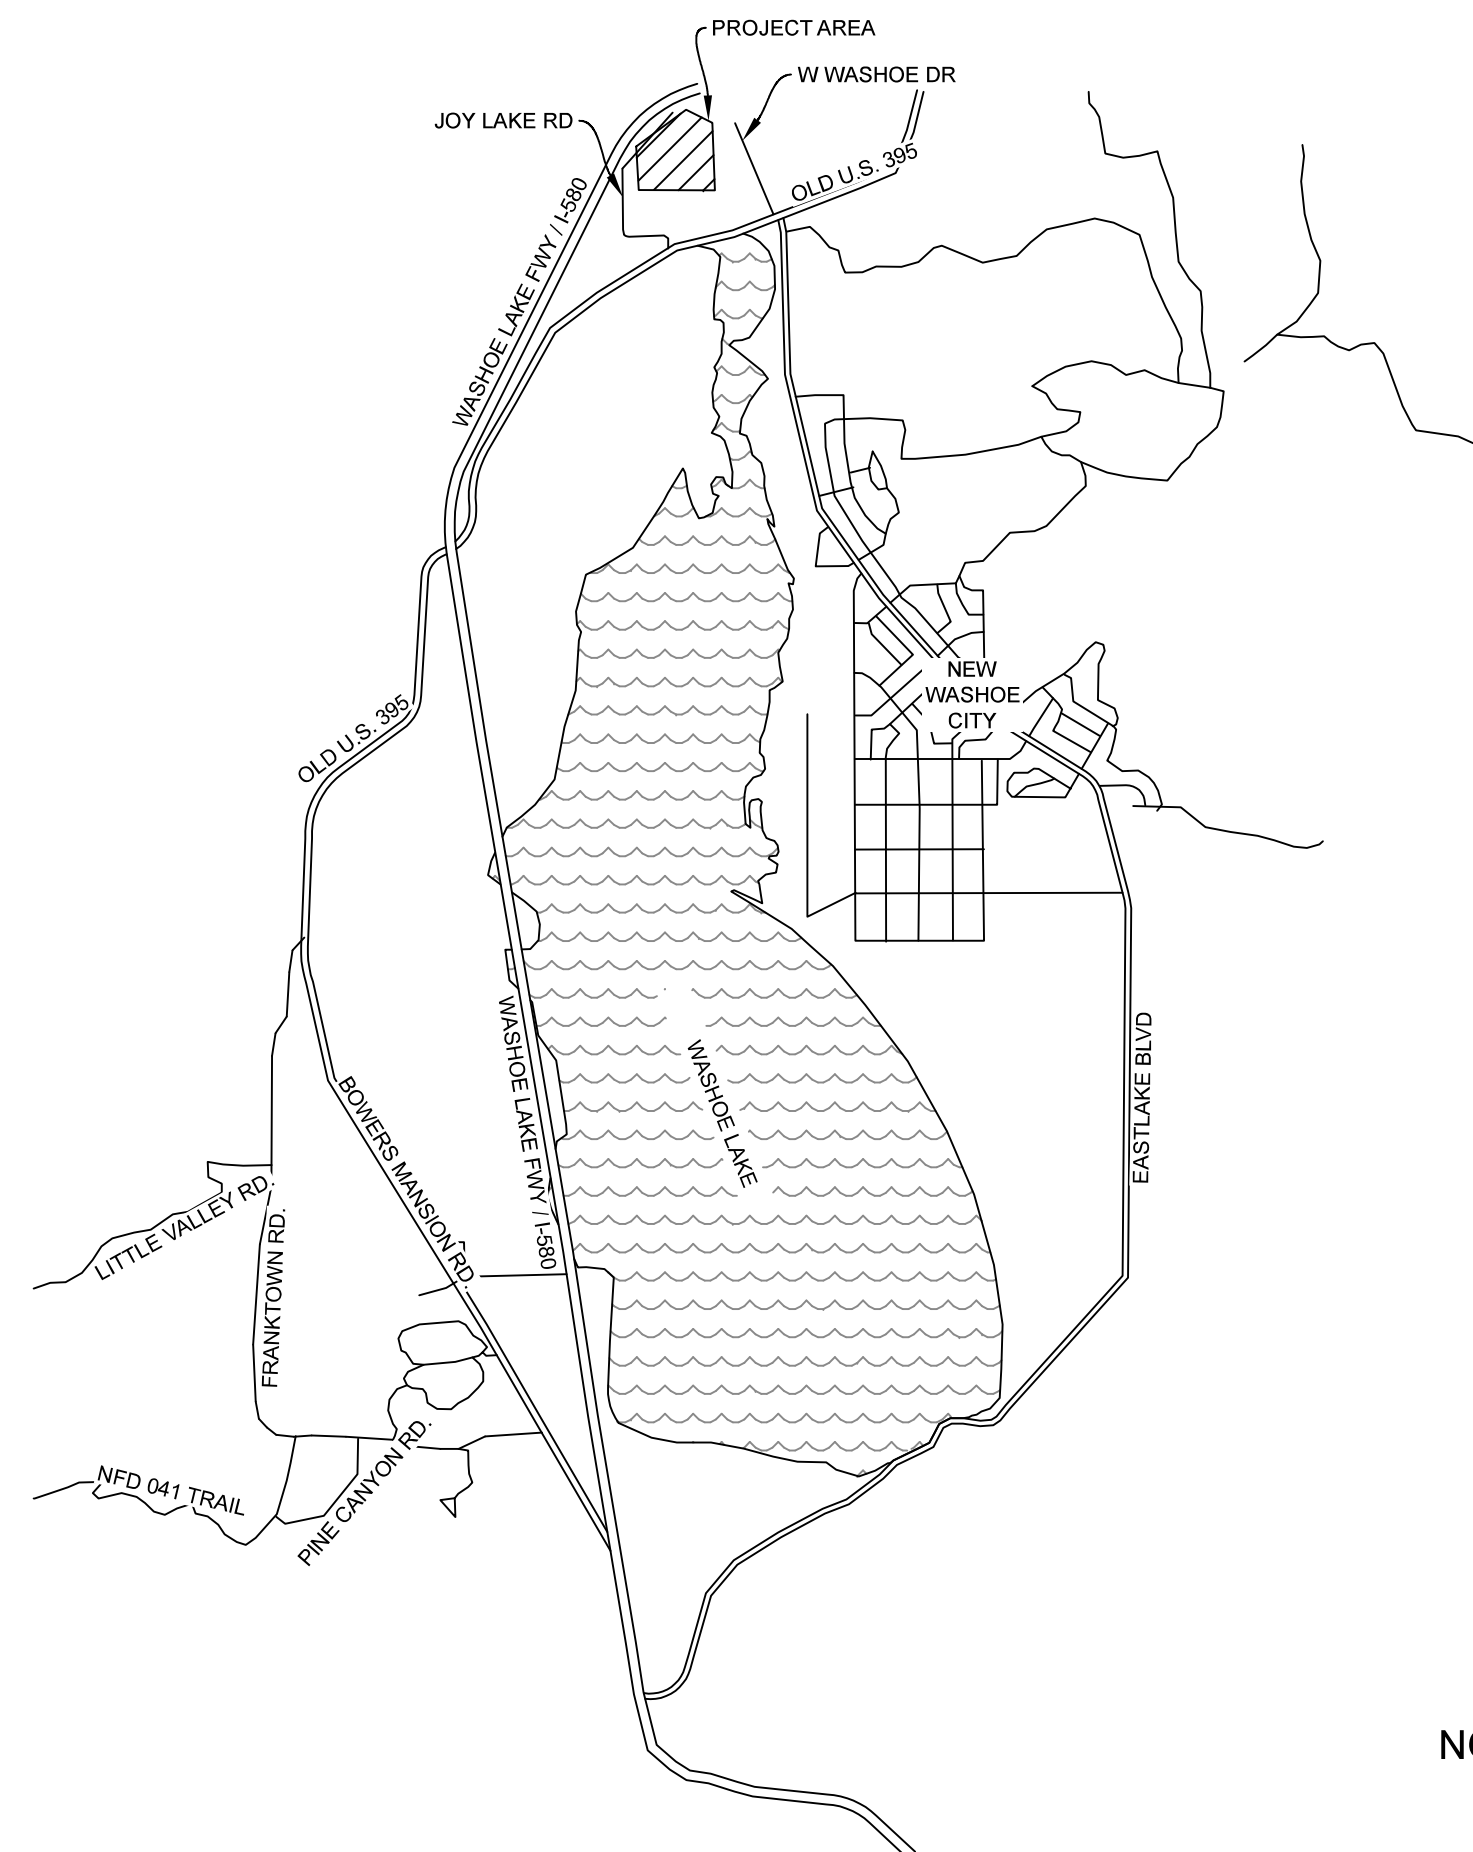 PROJECT AREA
W WASHOE DR
JOY LAKE RD
OLD U.S. 395
WASHOE LAKE FWY / I-580
NEW
WASHOE
CITY
OLD U.S. 395
WASHOE LAKE FWY / I-580
WASHOE LAKE
EASTLAKE BLVD
BOWERS MANSION RD.
LITTLE VALLEY RD.
FRANKTOWN RD.
PINE CANYON RD.
NFD 041 TRAIL